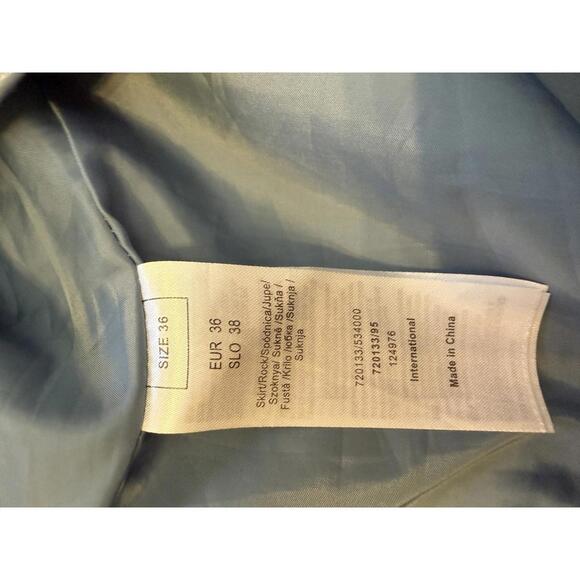 SIZE 36
EUR 36
SLO 38
Skirt/Rock/Spódnica/Jupe/
Szoknya/ Sukně /Sukňa /
Fustă /Krilo /юбка /Suknja /
Suknja
720133/534000
720133/95
124976
International
Made in China